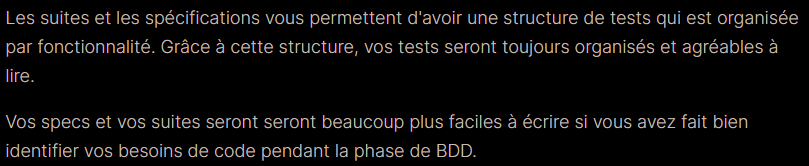 Les suites et les spécifications vous permettent d'avoir une structure de tests qui est organisée
par fonctionnalité. Grâce à cette structure, vos tests seront toujours organisés et agréables à
lire.
Vos specs et vos suites seront seront beaucoup plus faciles à écrire si vous avez fait bien
identifier vos besoins de code pendant la phase de BDD.